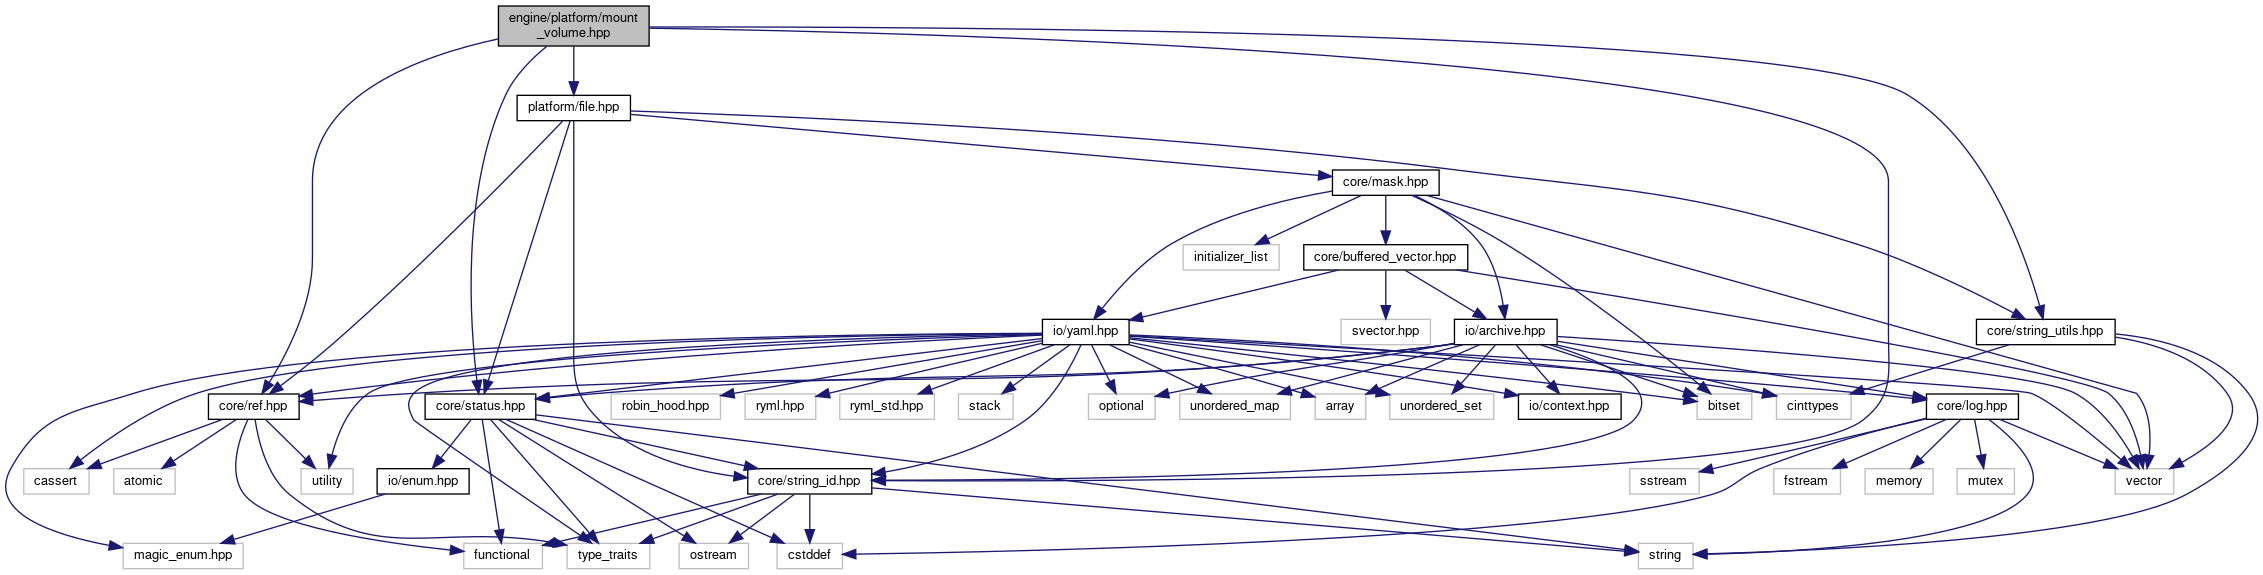 engine/platform/mount
_volume.hpp
platform/file.hpp
core/mask.hpp
initializer_list
core/buffered_vector.hpp
io/yaml.hpp
svector.hpp
io/archive.hpp
core/string_utils.hpp
core/ref.hpp
core/status.hpp
robin_hood.hpp
ryml.hpp
ryml_std.hpp
stack
optional
unordered_map
array
unordered_set
io/context.hpp
bitset
cinttypes
core/log.hpp
cassert
atomic
utility
io/enum.hpp
core/string_id.hpp
sstream
fstream
memory
mutex
vector
magic_enum.hpp
functional
type_traits
ostream
cstddef
string